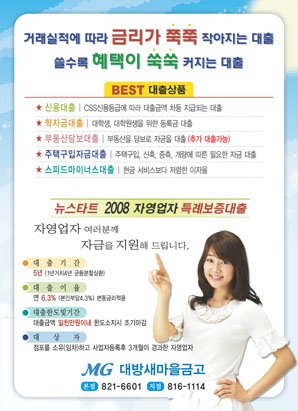 거래실적에 따라 금리가 쭉쭉 작아지는 대출
쓸수록 혜택이 쑥쑥 커지는 대출
BEST 대출상품
★ 신용대출 | CSS신용등급에 따라 대출금액 차등 지급되는 대출
★ 학자금대출 | 대학생, 대학원생을 위한 등록금 대출
★ 부동산담보대출 | 부동산을 담보로 자금을 대출 (추가 대출가능)
★ 주택구입자금대출 | 주택구입, 신축, 중축, 개량에 따른 필요한 자금 대출
★ 스피드마이너스대출 | 현금 서비스보다 저렴한 이자율
뉴스타트 2008 자영업자 특례보증대출
자영업자 여러분께
자금을 지원해 드립니다.
대출기간
5년 (1년거치4년 균등분할상환)
대출이율
연 6.3% (본인부담4.3%) 변동금리적용
대출한도및기간
대출금액 일천만원이내 한도소지시 조기마감
대상자
점포를 소유(임차)하고 사업자등록후 3개월이 경과한 자영업자
MG 대방새마을금고
본점 821-6601 지점 816-1114